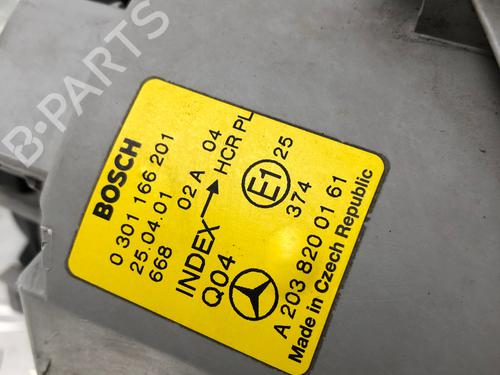 B-PARTS
BOSCH
0 301 166 201
25.04.01 02 A 04
668
INDEX → HCR PL
Q04 E1 25
374
A 203 820 01 61
Made in Czech Republic